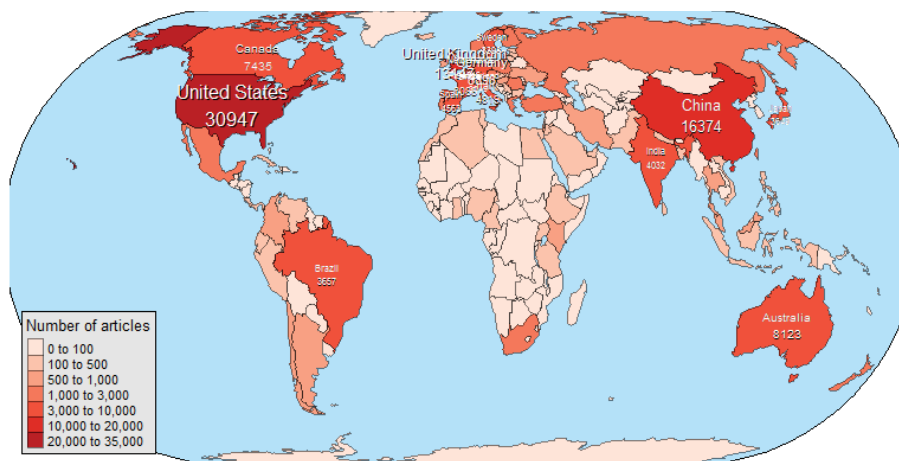 Canada
7435
United States
30947
United Kingdom
Germany
China
16374
India
4032
Brazil
3657
Australia
8123
Number of articles
0 to 100
100 to 500
500 to 1,000
1,000 to 3,000
3,000 to 10,000
10,000 to 20,000
20,000 to 35,000